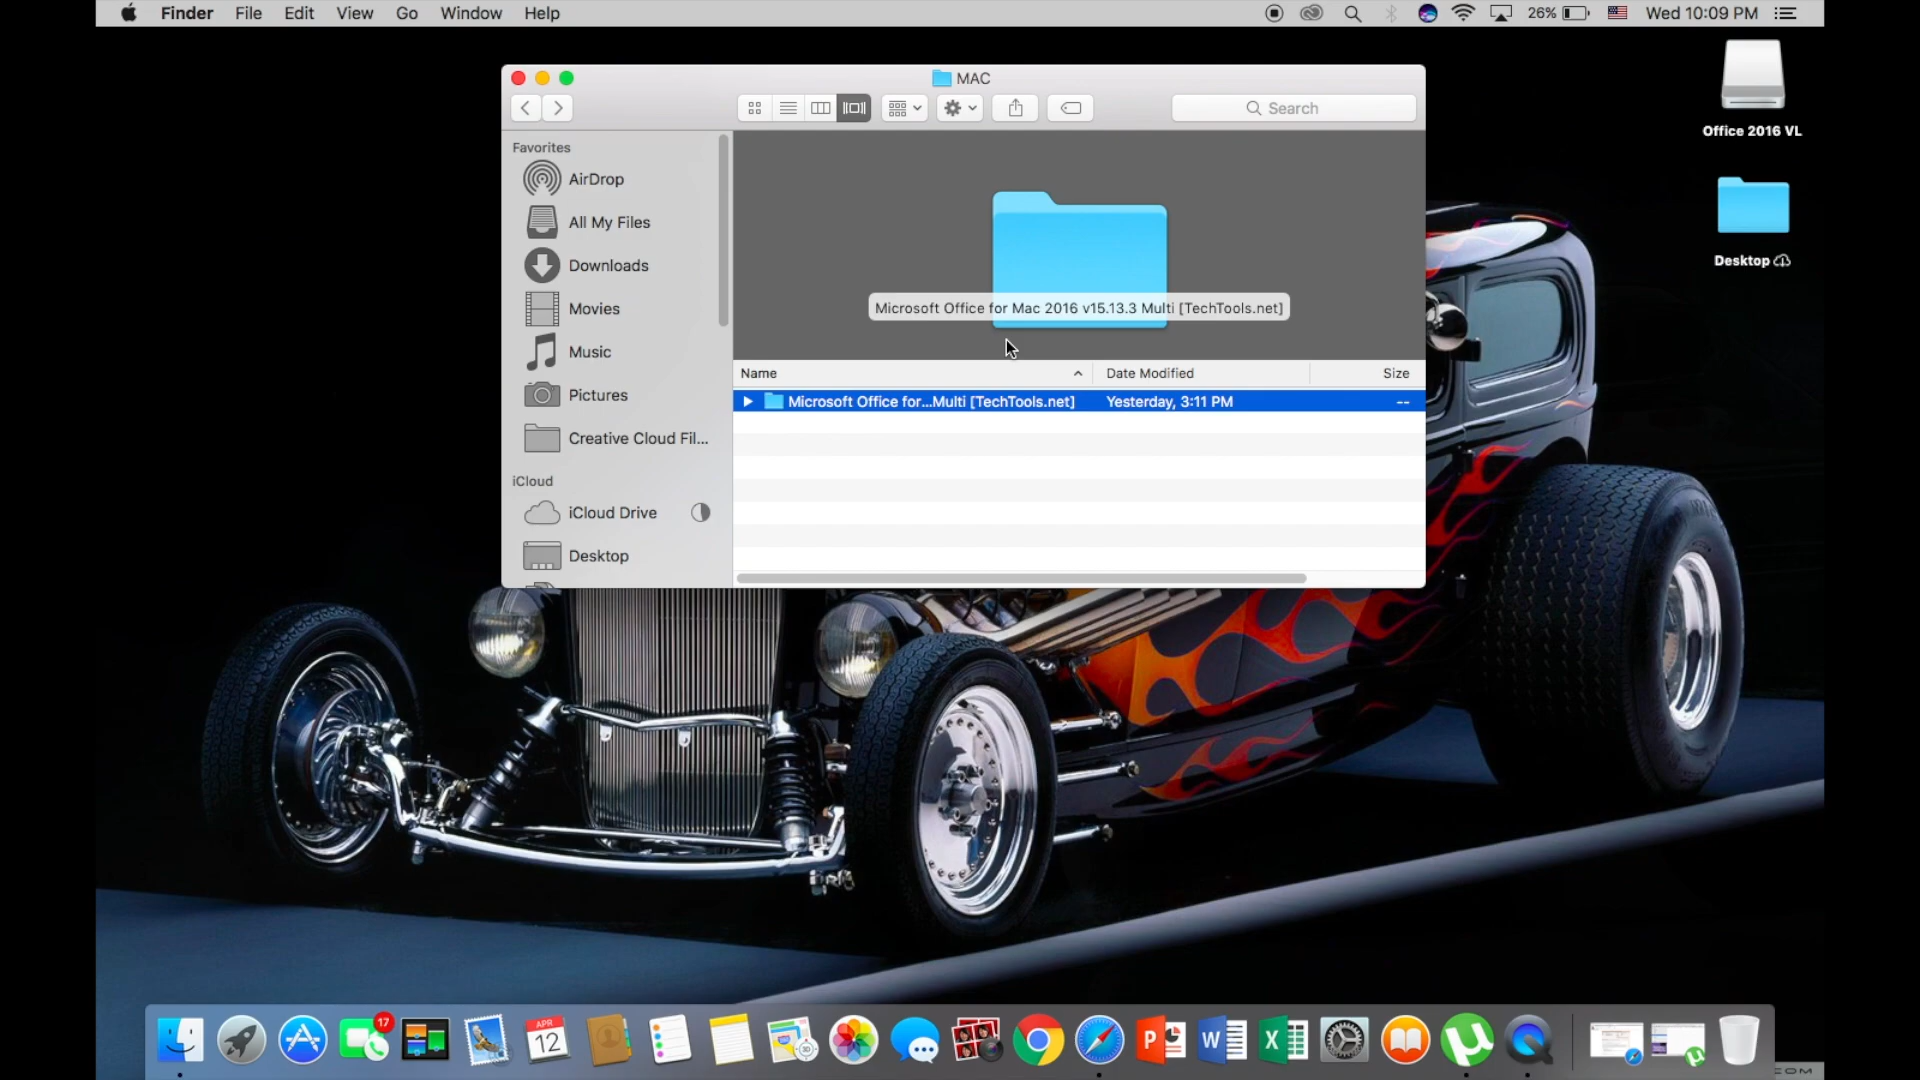 Finder File Edit View Go Window Help
26% Wed 10:09 PM
MAC
Search
Office 2016 VL
Desktop
Favorites
AirDrop
All My Files
Downloads
Movies
Music
Pictures
Creative Cloud Fil...
iCloud
iCloud Drive
Desktop
Microsoft Office for Mac 2016 v15.13.3 Multi [TechTools.net]
Name Date Modified Size
Microsoft Office for...Multi [TechTools.net] Yesterday, 3:11 PM --
17
APR
12
3D
P
W
X
COM